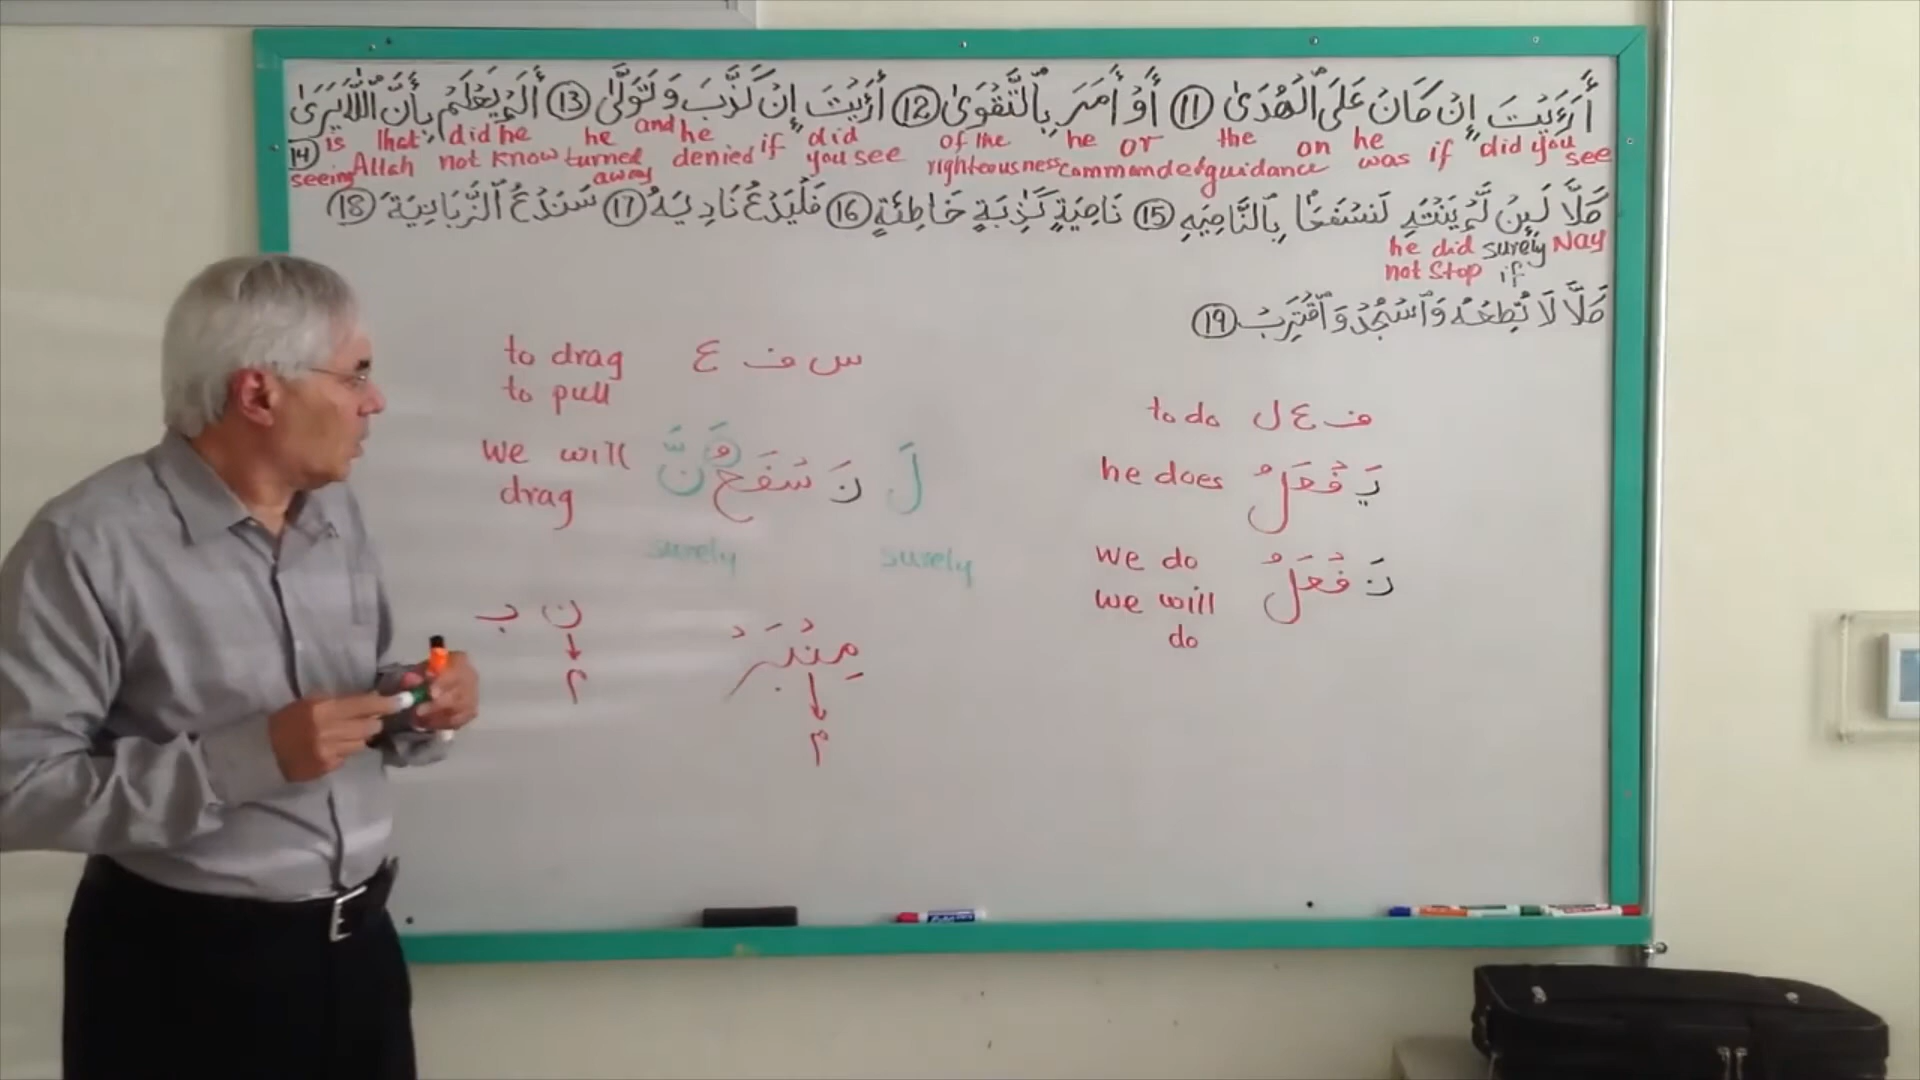 أَرَءَيْتَ إِن كَانَ عَلَى ٱلْهُدَىٰ ⑪ أَوْ أَمَرَ بِٱلتَّقْوَىٰ ⑫ أَرَءَيْتَ إِن كَذَّبَ وَتَوَلَّىٰ ⑬ أَلَمْ يَعْلَم بِأَنَّ ٱللَّهَ يَرَىٰ
is that did he he and he did of the he or the on he did you
⑭ seeing Allah not know turned away denied if you see righteousness commanded guidance was if see
كَلَّا لَئِن لَّمْ يَنتَهِ لَنَسْفَعًۢا بِٱلنَّاصِيَةِ ⑮ نَاصِيَةٍ كَٰذِبَةٍ خَاطِئَةٍ ⑯ فَلْيَدْعُ نَادِيَهُۥ ⑰ سَنَدْعُ ٱلزَّبَانِيَةَ ⑱
he did surely Nay
not stop if
كَلَّا لَا تُطِعْهُ وَٱسْجُدْ وَٱقْتَرِب ⑲
to drag س ف ع
to pull
we will drag لَ نَ سْفَعَ نَّ
surely surely
ن ب
م
مِنْبَر
م
to do ف ع ل
he does يَ فْعَلُ
we do نَ فْعَلُ
we will
do